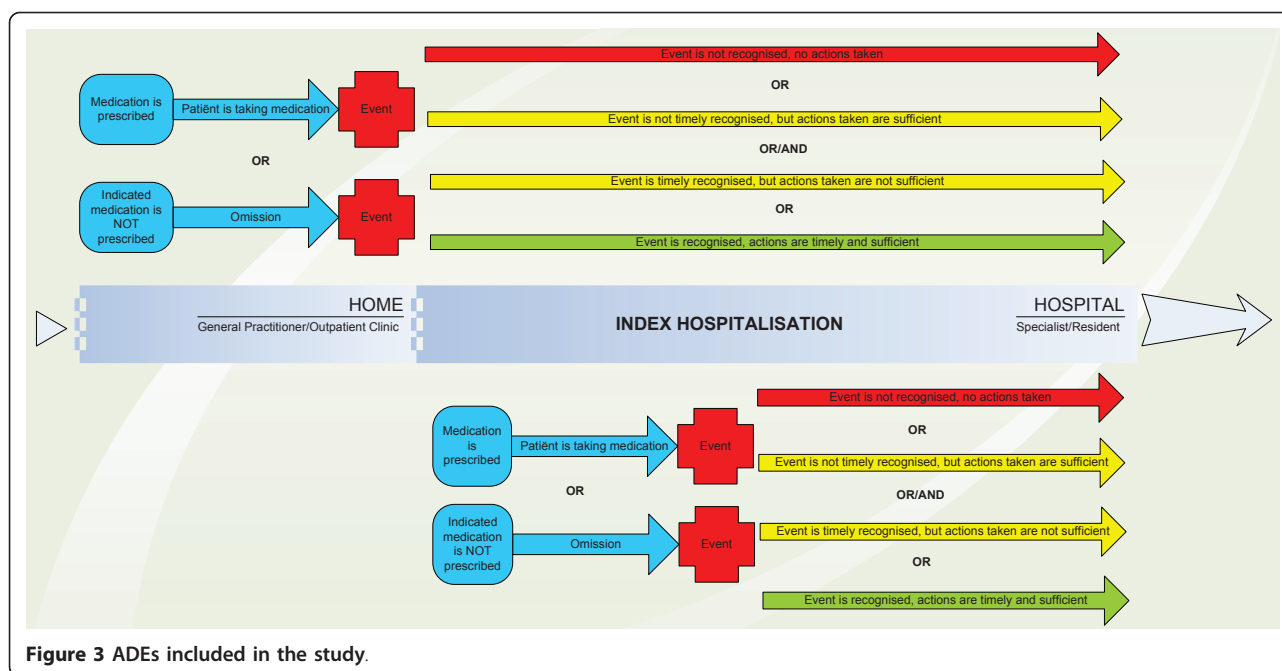 Event is not recognised, no actions taken
OR
Medication is
prescribed
Patiënt is taking medication
Event
Event is not timely recognised, but actions taken are sufficient
OR
OR/AND
Indicated
medication is
NOT
prescribed
Omission
Event
Event is timely recognised, but actions taken are not sufficient
OR
Event is recognised, actions are timely and sufficient
HOME
General Practitioner/Outpatient Clinic
INDEX HOSPITALISATION
HOSPITAL
Specialist/Resident
Event is not recognised, no actions taken
OR
Medication
is
prescribed
Patiënt is taking medication
Event
Event is not timely recognised, but actions taken are sufficient
OR
OR/AND
Indicated
medication
is NOT
prescribed
Omission
Event
Event is timely recognised, but actions taken are not sufficient
OR
Event is recognised, actions are timely and sufficient
Figure 3 ADEs included in the study.